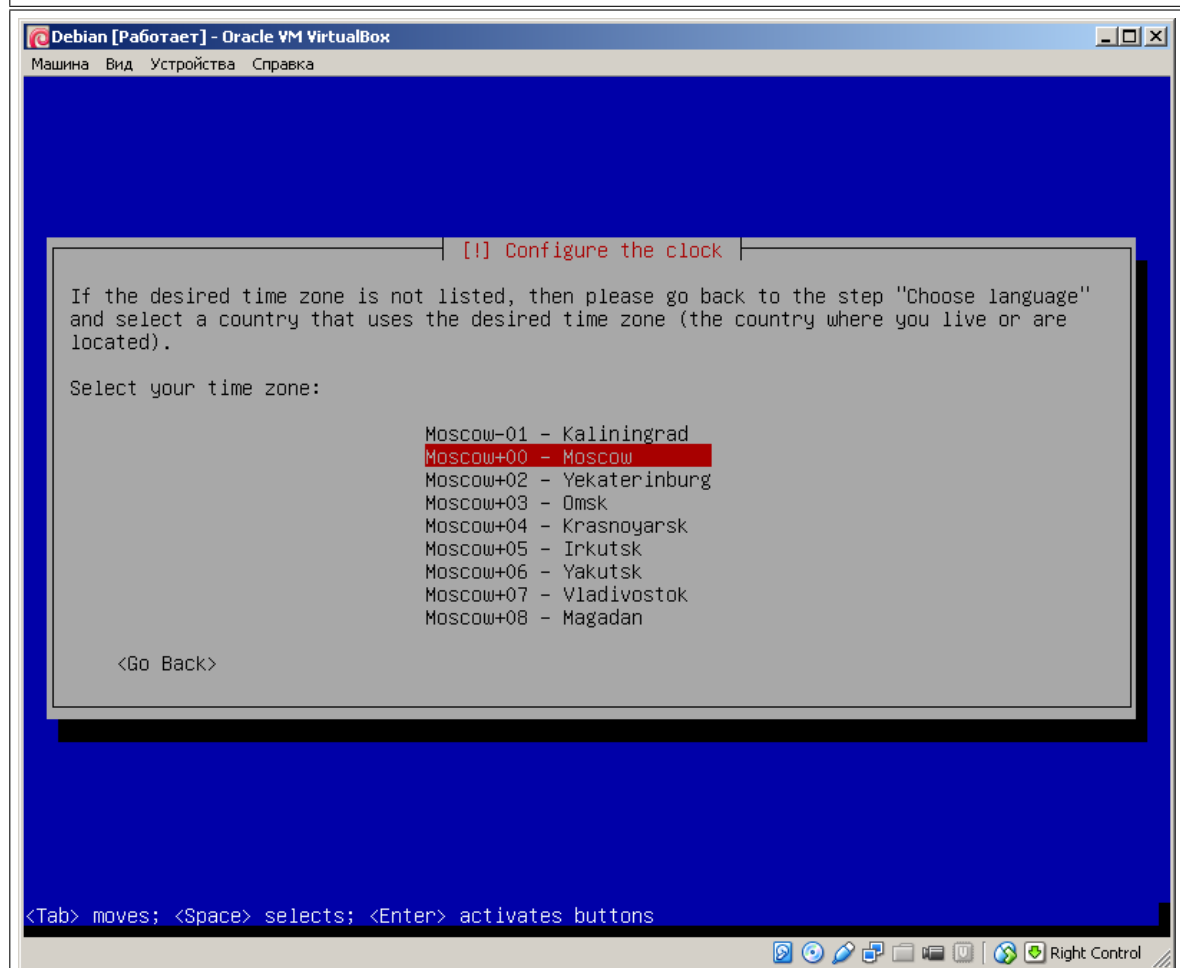 Debian [Работает] - Oracle VM VirtualBox
Машина Вид Устройства Справка
[!] Configure the clock
If the desired time zone is not listed, then please go back to the step "Choose language"
and select a country that uses the desired time zone (the country where you live or are
located).
Select your time zone:
Moscow-01 - Kaliningrad
Moscow+00 - Moscow
Moscow+02 - Yekaterinburg
Moscow+03 - Omsk
Moscow+04 - Krasnoyarsk
Moscow+05 - Irkutsk
Moscow+06 - Yakutsk
Moscow+07 - Vladivostok
Moscow+08 - Magadan
<Go Back>
<Tab> moves; <Space> selects; <Enter> activates buttons
Right Control